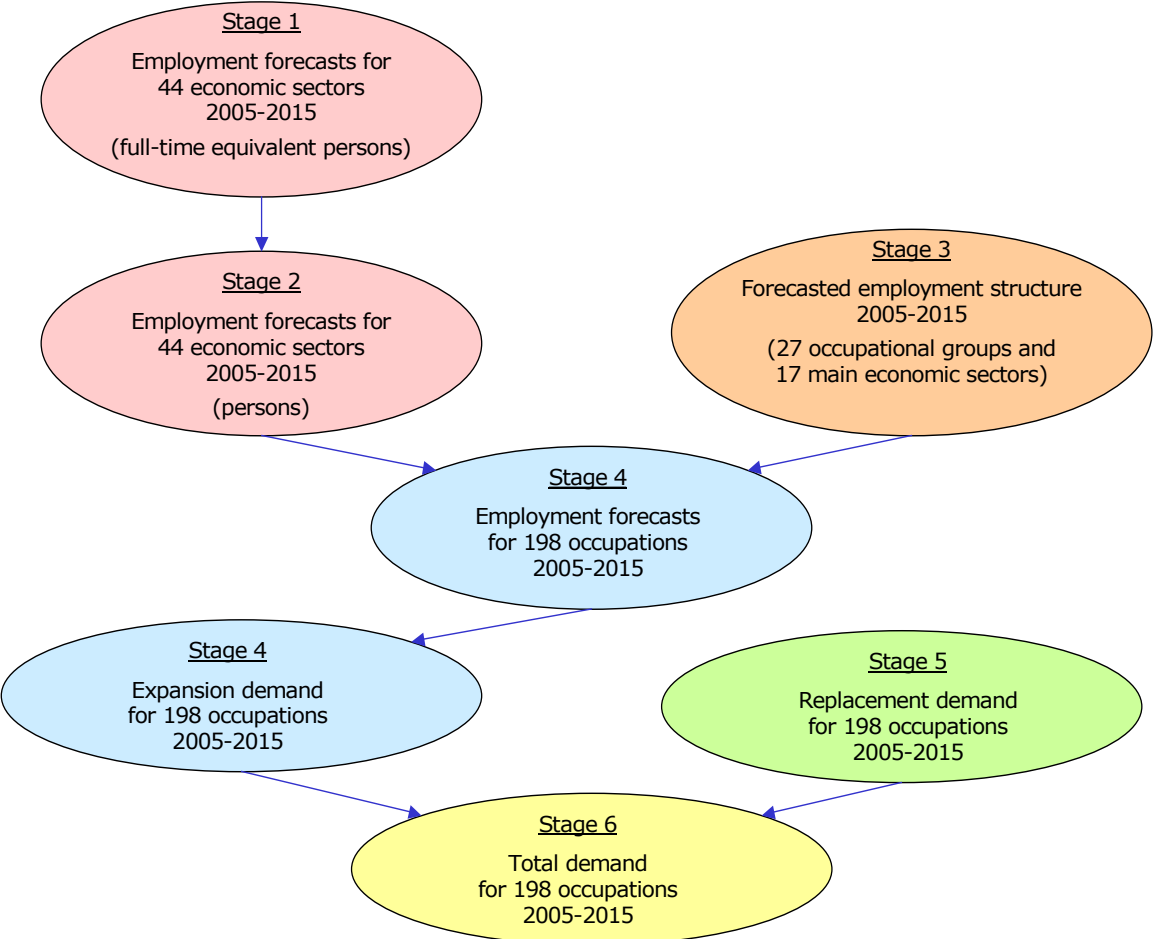 Stage 1
Employment forecasts for
44 economic sectors
2005-2015
(full-time equivalent persons)
Stage 2
Employment forecasts for
44 economic sectors
2005-2015
(persons)
Stage 3
Forecasted employment structure
2005-2015
(27 occupational groups and
17 main economic sectors)
Stage 4
Employment forecasts
for 198 occupations
2005-2015
Stage 4
Expansion demand
for 198 occupations
2005-2015
Stage 5
Replacement demand
for 198 occupations
2005-2015
Stage 6
Total demand
for 198 occupations
2005-2015